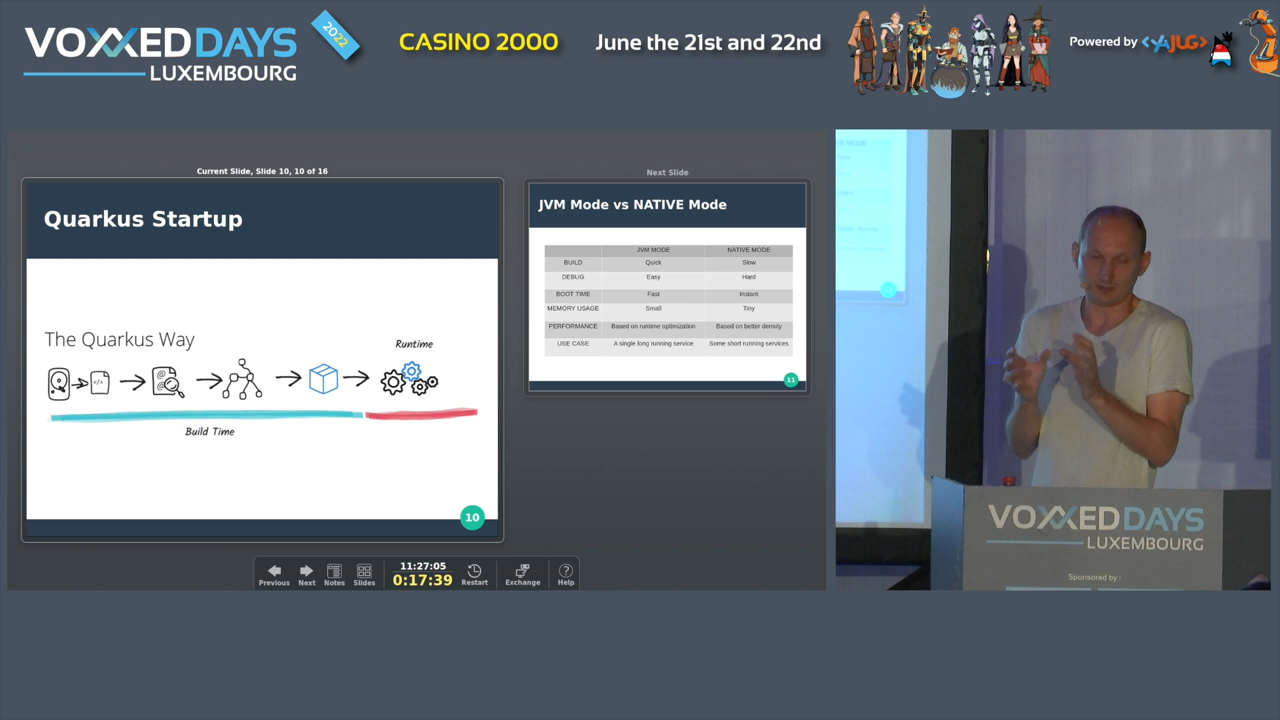 VOXXEDDAYS
LUXEMBOURG
2022
CASINO 2000
June the 21st and 22nd
Powered by <YAJUG>
Current Slide, Slide 10, 10 of 16
Quarkus Startup
The Quarkus Way
Runtime
</>
Build Time
10
Next Slide
JVM Mode vs NATIVE Mode
JVM MODE NATIVE MODE
BUILD Quick Slow
DEBUG Easy Hard
BOOT TIME Fast Instant
MEMORY USAGE Small Tiny
PERFORMANCE Based on runtime optimization Based on better density
USE CASE A single long running service Some short running services
11
Previous Next Notes Slides
11:27:05
0:17:39
Restart Exchange Help
VOXXEDDAYS
LUXEMBOURG
Sponsored by :